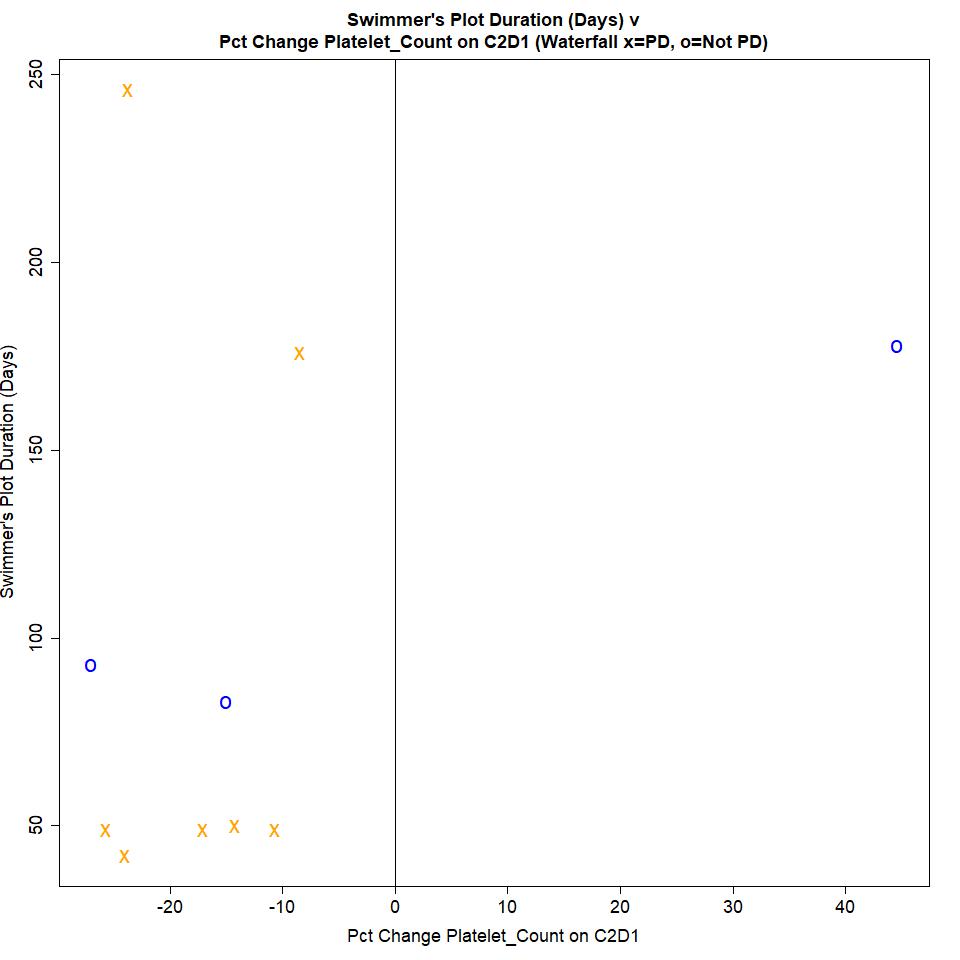 Swimmer's Plot Duration (Days) v
Pct Change Platelet_Count on C2D1 (Waterfall x=PD, o=Not PD)
Swimmer's Plot Duration (Days)
250
200
150
100
50
X
X
O
O
O
X
X
X
X
X
-20
-10
0
10
20
30
40
Pct Change Platelet_Count on C2D1